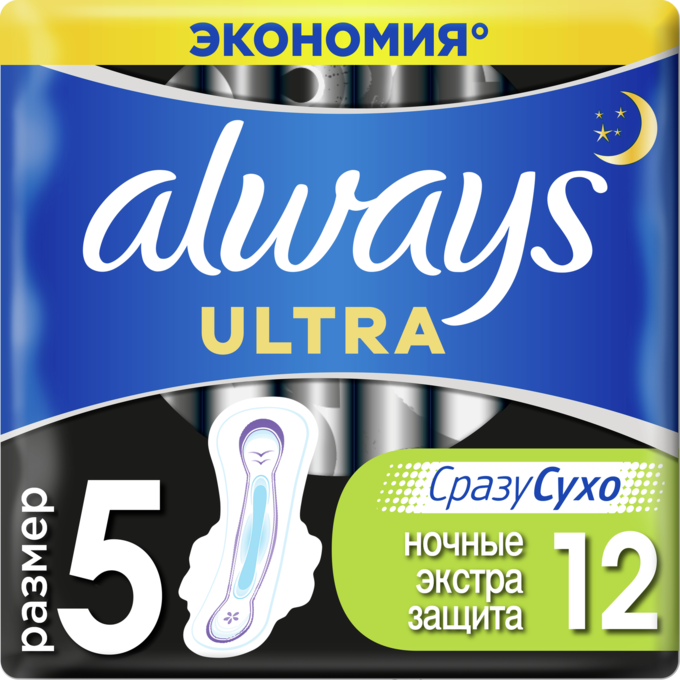 ЭКОНОМИЯ°
always
ULTRA
размер
5
СразуСухо
ночные
экстра
защита
12